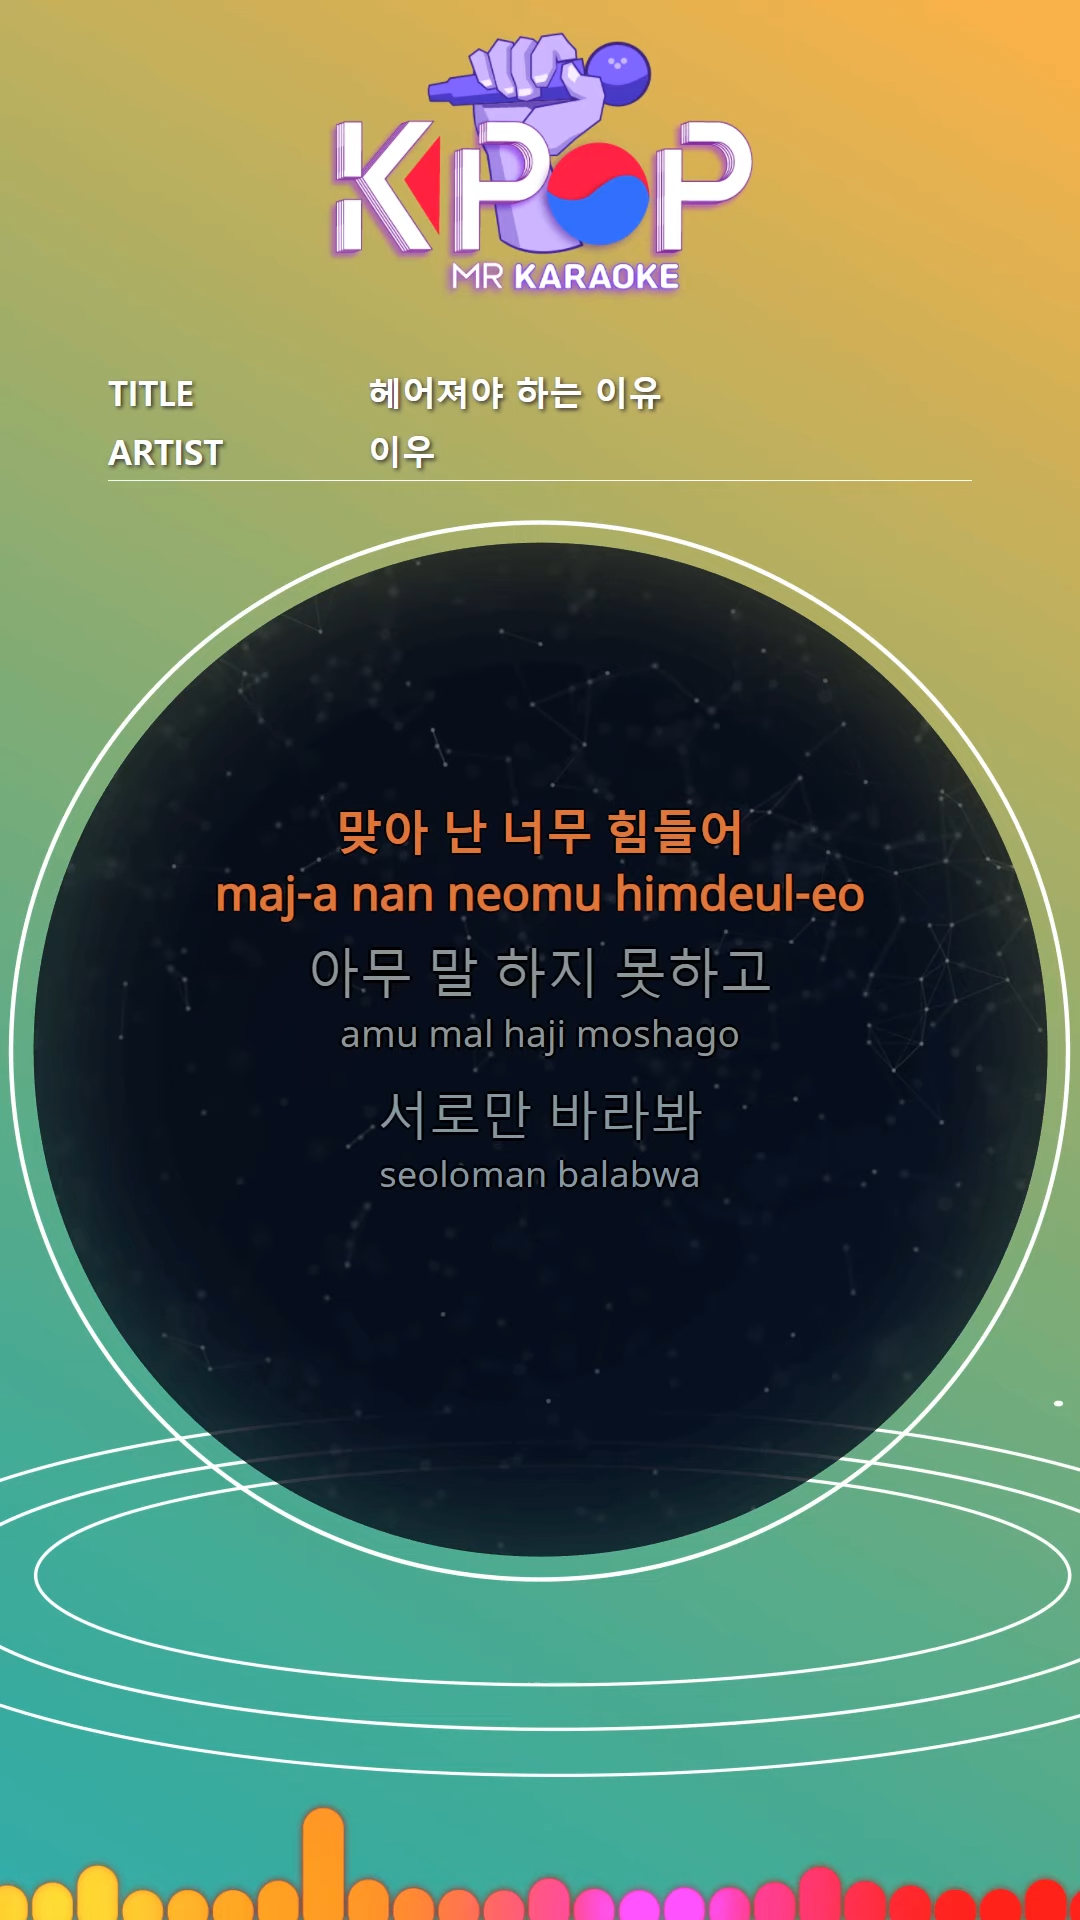 KPOP
MR KARAOKE
TITLE 헤어져야 하는 이유
ARTIST 이우
맞아 난 너무 힘들어
maj-a nan neomu himdeul-eo
아무 말 하지 못하고
amu mal haji moshago
서로만 바라봐
seoloman balabwa